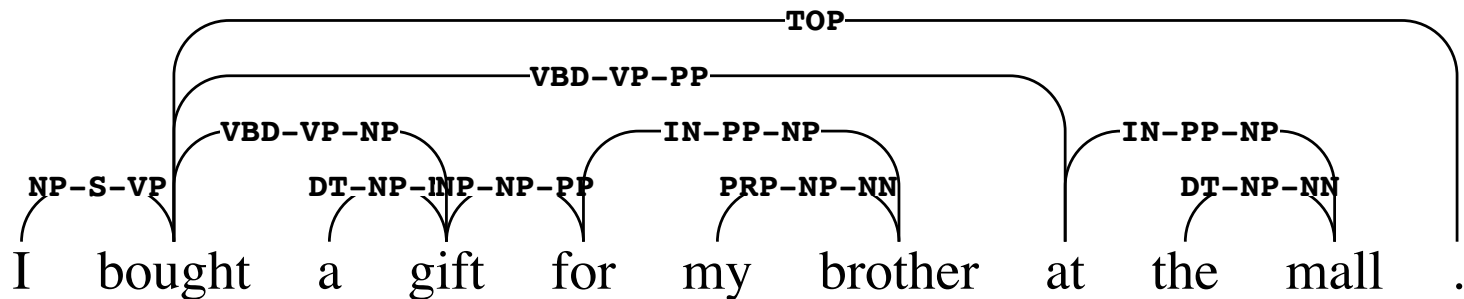 TOP
VBD-VP-PP
VBD-VP-NP IN-PP-NP IN-PP-NP
NP-S-VP DT-NP- NP-NP-PP PRP-NP-NN DT-NP-NN
I bought a gift for my brother at the mall .